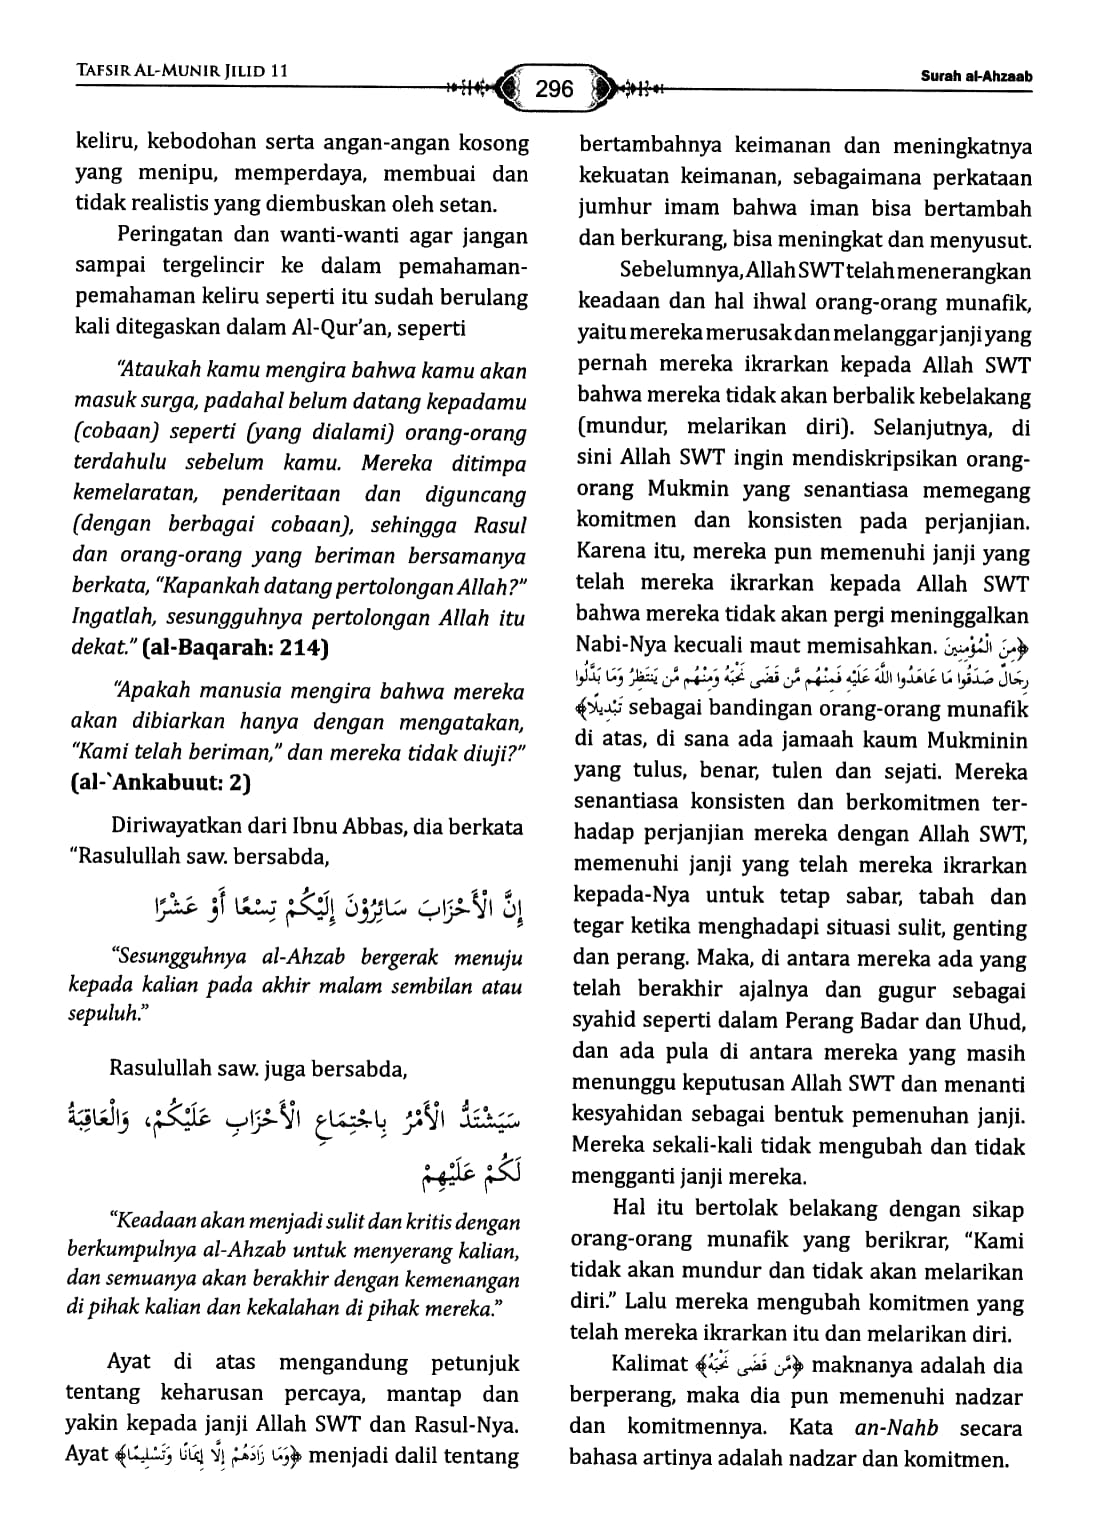 TAFSIR AL-MUNIR JILID 11
296
Surah al-Ahzaab
keliru, kebodohan serta angan-angan kosong
yang menipu, memperdaya, membuai dan
tidak realistis yang diembuskan oleh setan.
Peringatan dan wanti-wanti agar jangan
sampai tergelincir ke dalam pemahaman-
pemahaman keliru seperti itu sudah berulang
kali ditegaskan dalam Al-Qur’an, seperti
“Ataukah kamu mengira bahwa kamu akan
masuk surga, padahal belum datang kepadamu
(cobaan) seperti (yang dialami) orang-orang
terdahulu sebelum kamu. Mereka ditimpa
kemelaratan, penderitaan dan diguncang
(dengan berbagai cobaan), sehingga Rasul
dan orang-orang yang beriman bersamanya
berkata, “Kapankah datang pertolongan Allah?”
Ingatlah, sesungguhnya pertolongan Allah itu
dekat.” (al-Baqarah: 214)
“Apakah manusia mengira bahwa mereka
akan dibiarkan hanya dengan mengatakan,
“Kami telah beriman,” dan mereka tidak diuji?”
(al-`Ankabuut: 2)
Diriwayatkan dari Ibnu Abbas, dia berkata
“Rasulullah saw. bersabda,
إِنَّ الْأَحْزَابَ سَائِرُوْنَ إِلَيْكُمْ تِسْعًا أَوْ عَشْرًا
“Sesungguhnya al-Ahzab bergerak menuju
kepada kalian pada akhir malam sembilan atau
sepuluh.”
Rasulullah saw. juga bersabda,
سَيَشْتَدُّ الْأَمْرُ بِاجْتِمَاعِ الْأَحْزَابِ عَلَيْكُمْ، وَالْعَاقِبَةُ
لَكُمْ عَلَيْهِمْ
“Keadaan akan menjadi sulit dan kritis dengan
berkumpulnya al-Ahzab untuk menyerang kalian,
dan semuanya akan berakhir dengan kemenangan
di pihak kalian dan kekalahan di pihak mereka.”
Ayat di atas mengandung petunjuk
tentang keharusan percaya, mantap dan
yakin kepada janji Allah SWT dan Rasul-Nya.
Ayat ﴿وَمَا زَادَهُمْ إِلَّا إِيْمَانًا وَتَسْلِيمًا﴾ menjadi dalil tentang
bertambahnya keimanan dan meningkatnya
kekuatan keimanan, sebagaimana perkataan
jumhur imam bahwa iman bisa bertambah
dan berkurang, bisa meningkat dan menyusut.
Sebelumnya, Allah SWT telah menerangkan
keadaan dan hal ihwal orang-orang munafik,
yaitu mereka merusak dan melanggar janji yang
pernah mereka ikrarkan kepada Allah SWT
bahwa mereka tidak akan berbalik kebelakang
(mundur, melarikan diri). Selanjutnya, di
sini Allah SWT ingin mendiskripsikan orang-
orang Mukmin yang senantiasa memegang
komitmen dan konsisten pada perjanjian.
Karena itu, mereka pun memenuhi janji yang
telah mereka ikrarkan kepada Allah SWT
bahwa mereka tidak akan pergi meninggalkan
Nabi-Nya kecuali maut memisahkan. ﴿مِنَ الْمُؤْمِنِينَ
رِجَالٌ صَدَقُوا مَا عَاهَدُوا اللَّهَ عَلَيْهِ فَمِنْهُم مَّن قَضَى نَحْبَهُ وَمِنْهُم مَّن يَنتَظِرُ وَمَا بَدَّلُوا
تَبْدِيلًا﴾ sebagai bandingan orang-orang munafik
di atas, di sana ada jamaah kaum Mukminin
yang tulus, benar, tulen dan sejati. Mereka
senantiasa konsisten dan berkomitmen ter-
hadap perjanjian mereka dengan Allah SWT,
memenuhi janji yang telah mereka ikrarkan
kepada-Nya untuk tetap sabar, tabah dan
tegar ketika menghadapi situasi sulit, genting
dan perang. Maka, di antara mereka ada yang
telah berakhir ajalnya dan gugur sebagai
syahid seperti dalam Perang Badar dan Uhud,
dan ada pula di antara mereka yang masih
menunggu keputusan Allah SWT dan menanti
kesyahidan sebagai bentuk pemenuhan janji.
Mereka sekali-kali tidak mengubah dan tidak
mengganti janji mereka.
Hal itu bertolak belakang dengan sikap
orang-orang munafik yang berikrar, “Kami
tidak akan mundur dan tidak akan melarikan
diri.” Lalu mereka mengubah komitmen yang
telah mereka ikrarkan itu dan melarikan diri.
Kalimat ﴿مَّن قَضَى نَحْبَهُ﴾ maknanya adalah dia
berperang, maka dia pun memenuhi nadzar
dan komitmennya. Kata an-Nahb secara
bahasa artinya adalah nadzar dan komitmen.